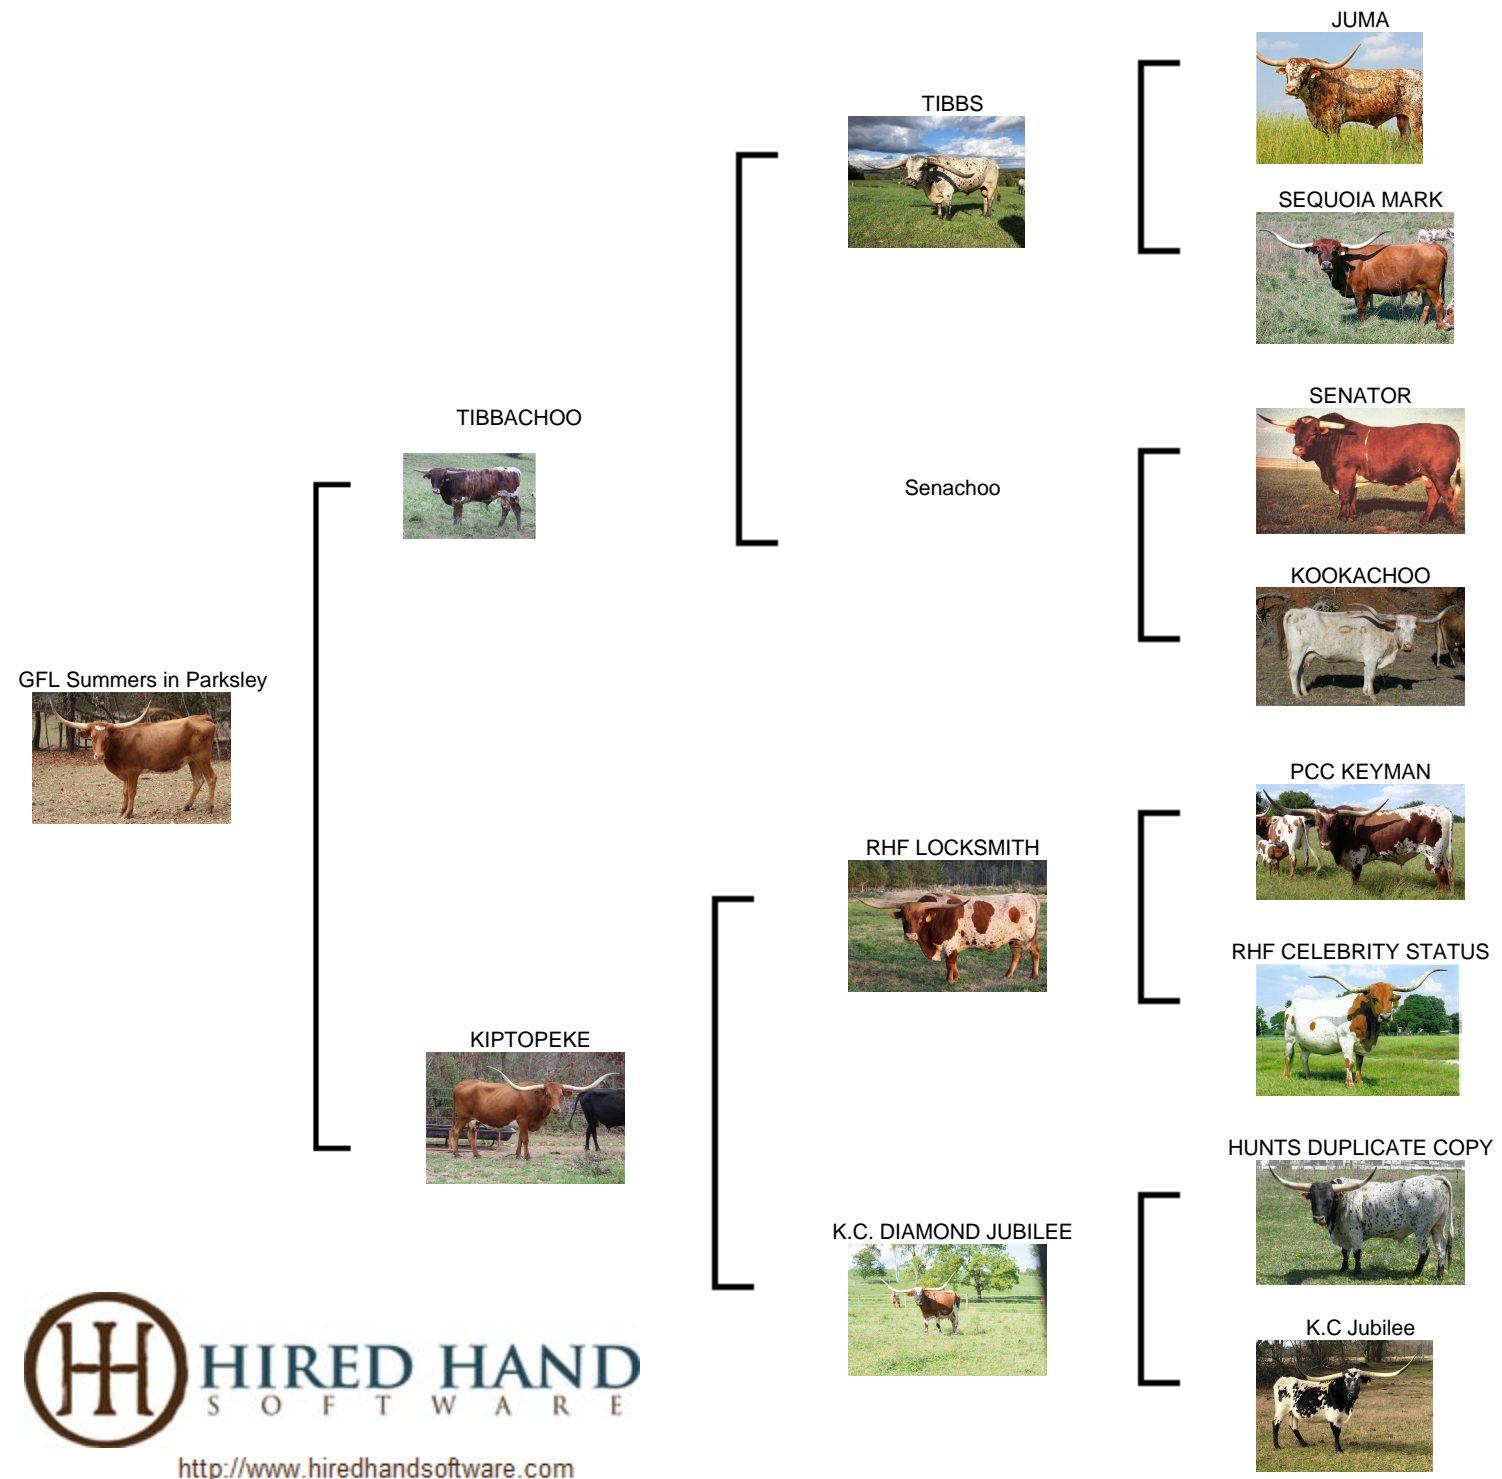 JUMA
TIBBS
SEQUOIA MARK
SENATOR
TIBBACHOO
Senachoo
KOOKACHOO
GFL Summers in Parksley
PCC KEYMAN
RHF LOCKSMITH
RHF CELEBRITY STATUS
KIPTOPEKE
HUNTS DUPLICATE COPY
K.C. DIAMOND JUBILEE
K.C Jubilee
HIRED HAND
SOFTWARE
http://www.hiredhandsoftware.com